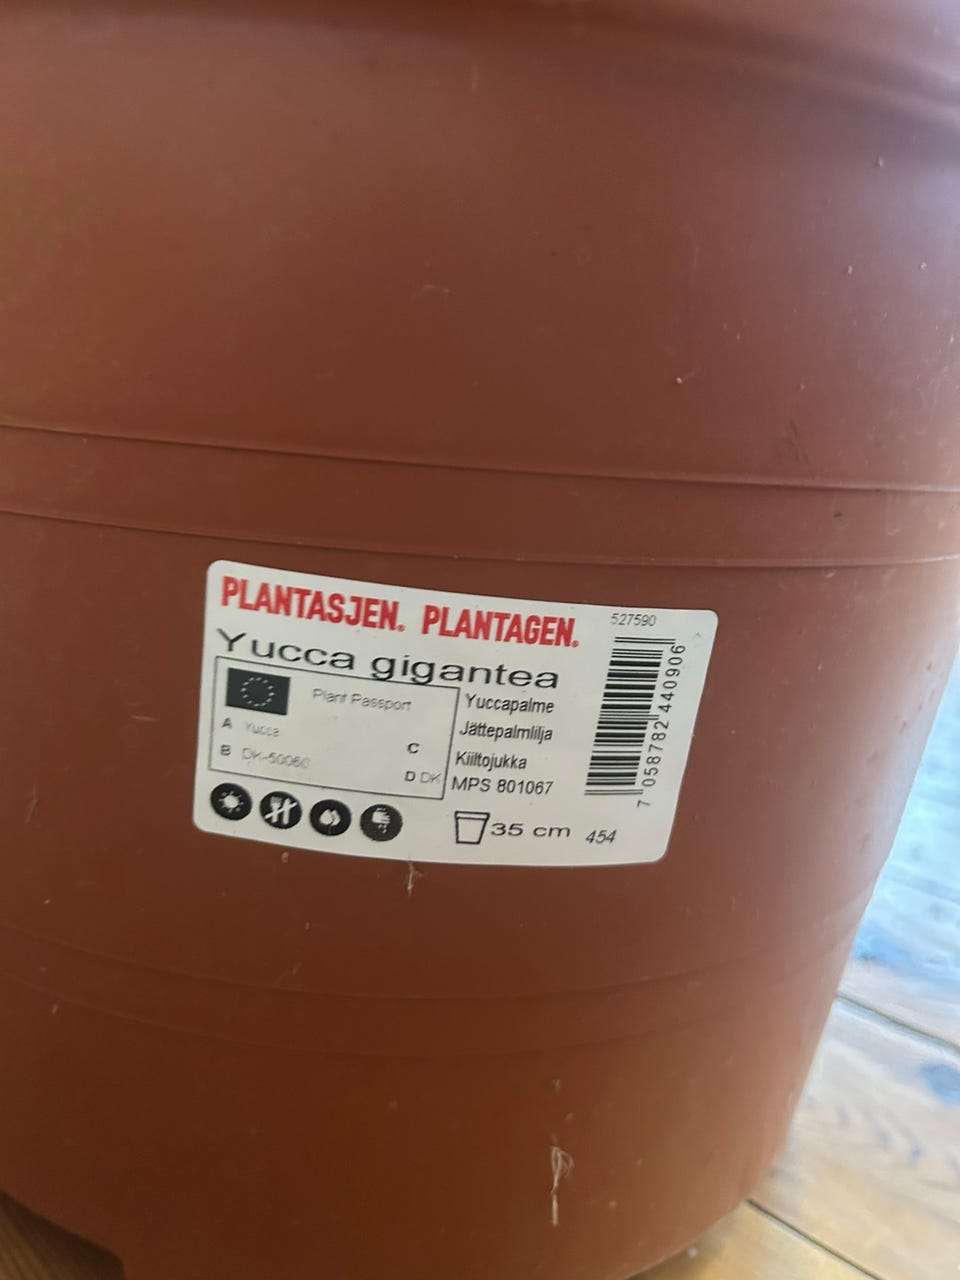 PLANTASJEN. PLANTAGEN.
527590
Yucca gigantea
Plant Passport
A Yucca
B DK-50060
C
D DK
Yuccapalme
Jättepalmlilja
Kiiltojukka
MPS 801067
35 cm 454
7 058782 440906